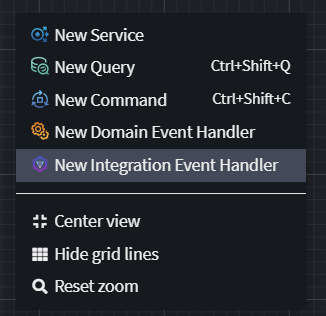 New Service
New Query Ctrl+Shift+Q
New Command Ctrl+Shift+C
New Domain Event Handler
New Integration Event Handler
Center view
Hide grid lines
Reset zoom